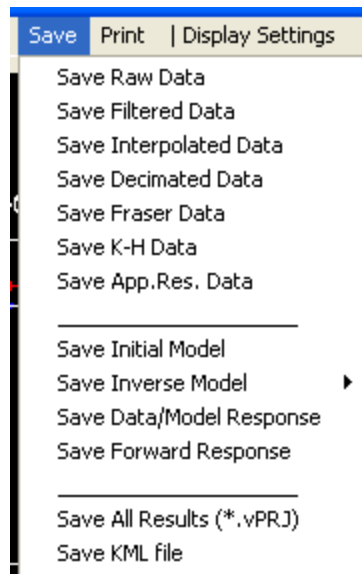 Save Print | Display Settings
Save Raw Data
Save Filtered Data
Save Interpolated Data
Save Decimated Data
Save Fraser Data
Save K-H Data
Save App.Res. Data
Save Initial Model
Save Inverse Model
Save Data/Model Response
Save Forward Response
Save All Results (*.vPRJ)
Save KML file